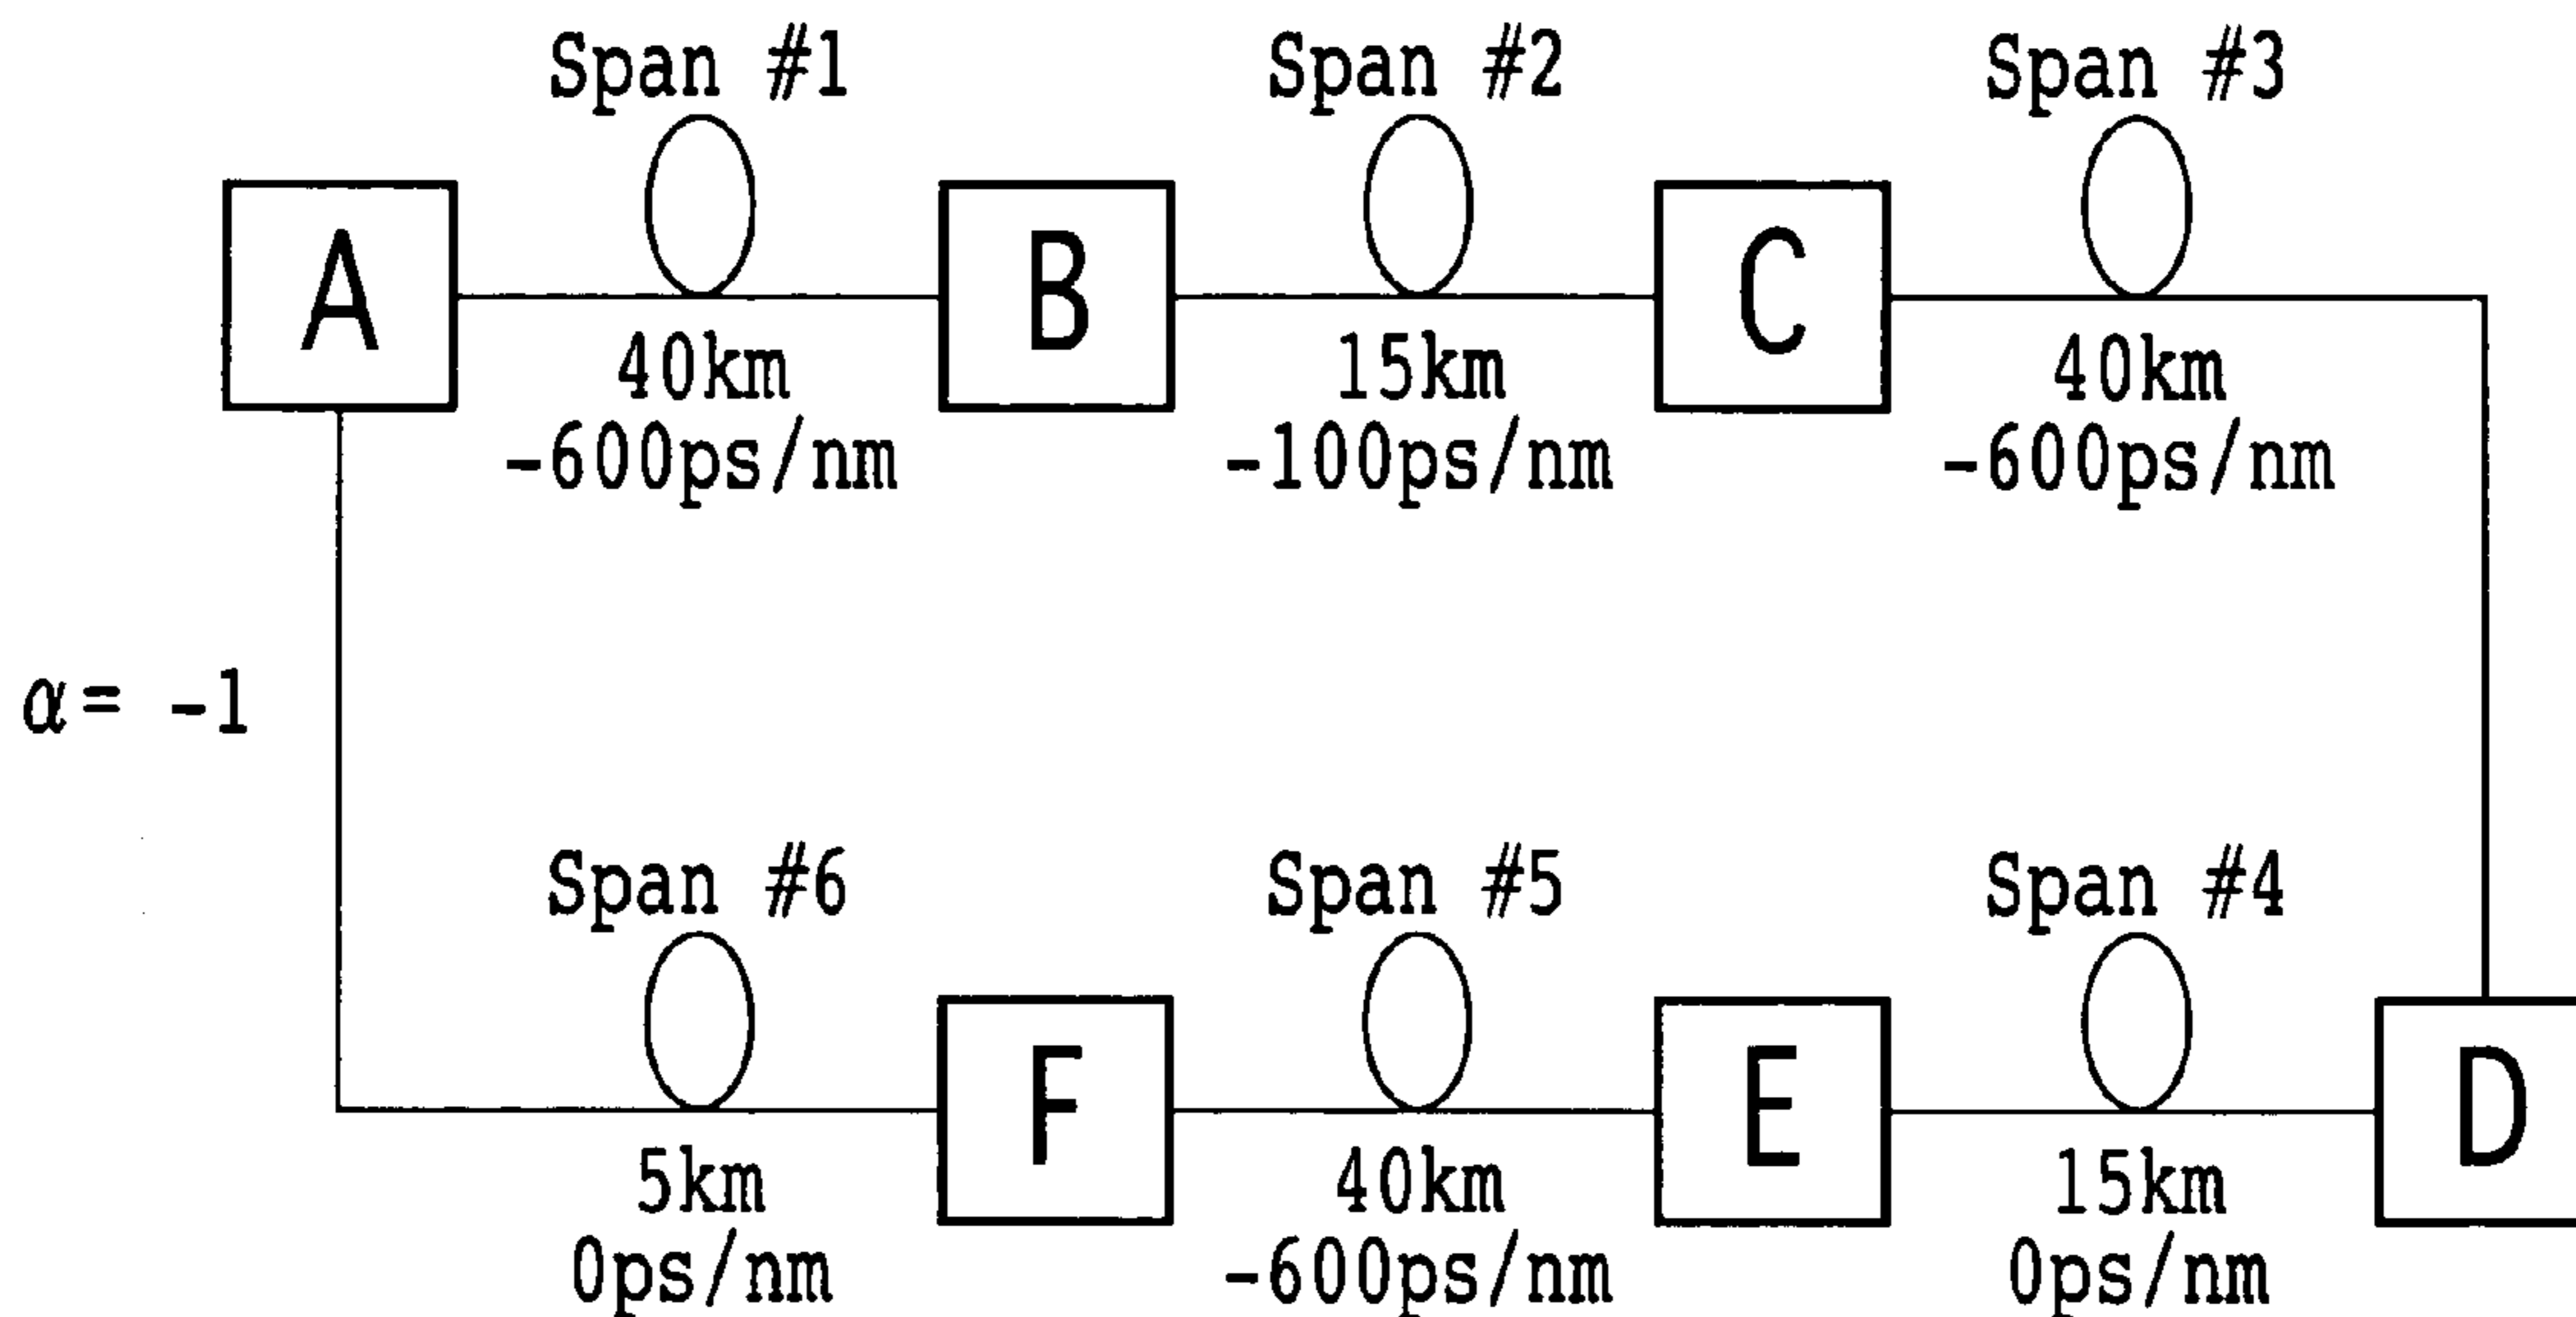 Span #1
Span #2
Span #3
A
B
C
40km
-600ps/nm
15km
-100ps/nm
40km
-600ps/nm
α= -1
Span #6
Span #5
Span #4
F
E
D
5km
0ps/nm
40km
-600ps/nm
15km
0ps/nm